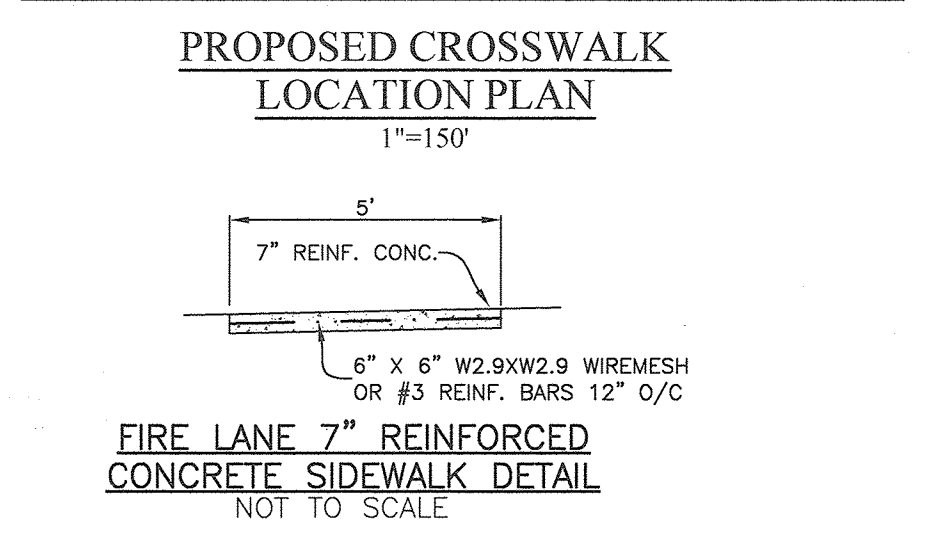 PROPOSED CROSSWALK
LOCATION PLAN
1"=150'
5'
7" REINF. CONC.
6" X 6" W2.9XW2.9 WIREMESH
OR #3 REINF. BARS 12" O/C
FIRE LANE 7" REINFORCED
CONCRETE SIDEWALK DETAIL
NOT TO SCALE